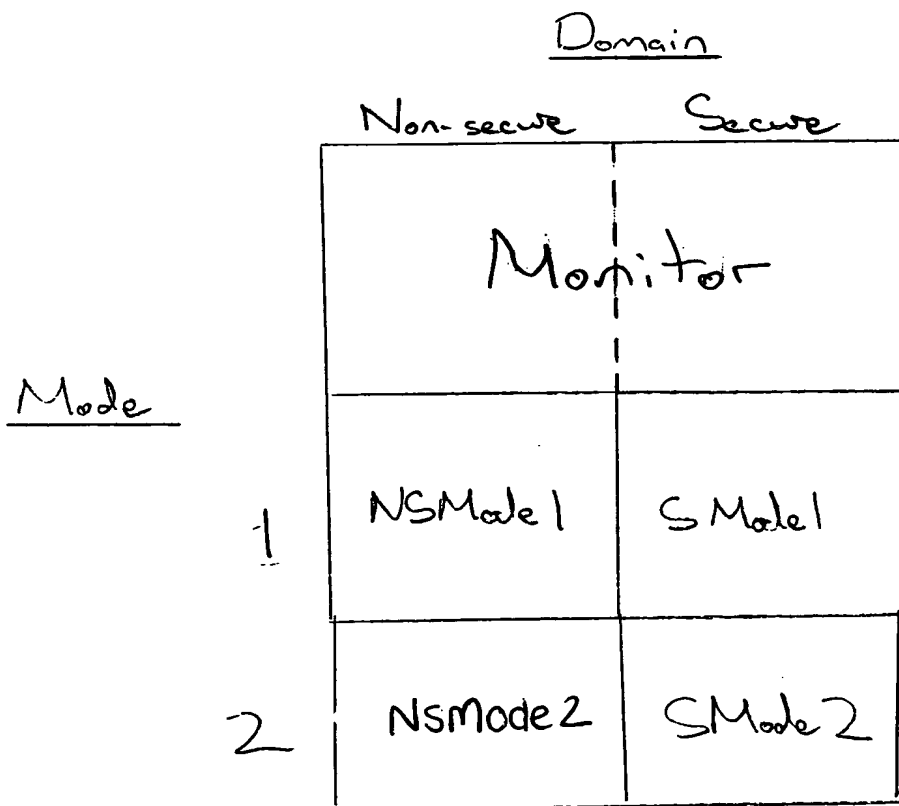 Domain
Non-secure Secure
Monitor
Mode
1 NSMode1 SMode1
2 NSMode2 SMode2